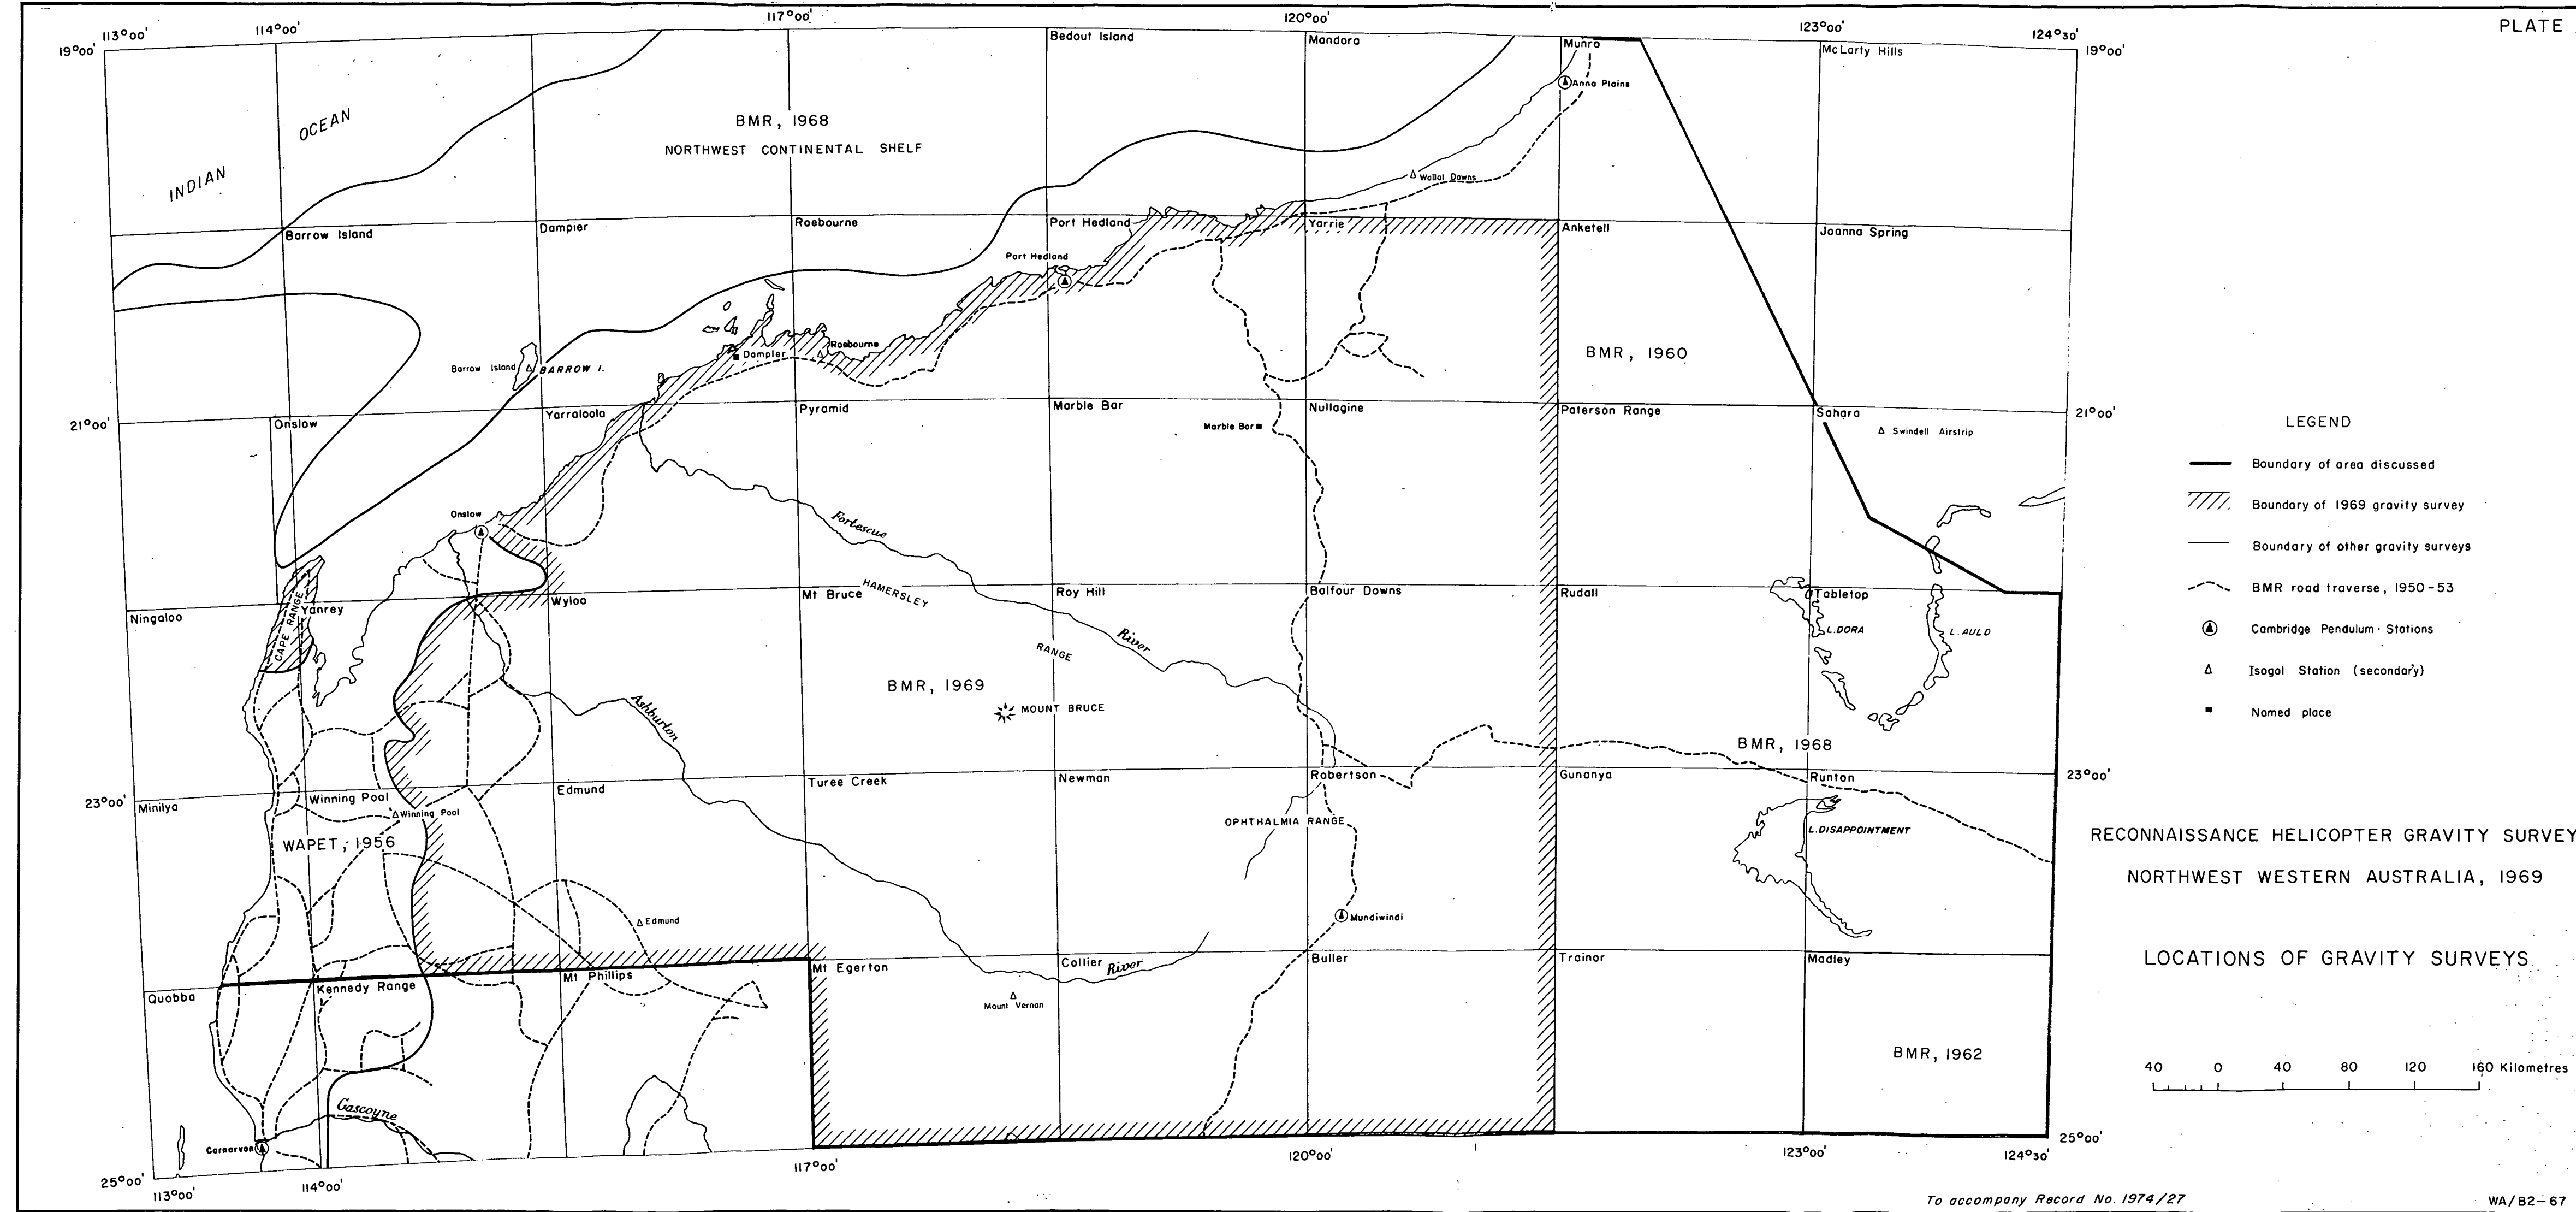 PLATE
113°00'
114°00'
117°00'
120°00'
123°00'
124°30'
19°00'
19°00'
Bedout Island
Mandora
Munro
McLarty Hills
Anna Plains
INDIAN OCEAN
BMR, 1968
NORTHWEST CONTINENTAL SHELF
Wallal Downs
Barrow Island
Dampier
Roebourne
Port Hedland
Yarrie
Anketell
Joanna Spring
Port Hedland
Barrow Island
BARROW I.
Dampier
Roebourne
BMR, 1960
21°00'
Onslow
Yarraloola
Pyramid
Marble Bar
Nullagine
Paterson Range
Sahara
21°00'
Marble Bar
Swindell Airstrip
Onslow
Fortescue
River
HAMERSLEY
RANGE
Ningaloo
Yanrey
Wyloo
Mt Bruce
Roy Hill
Balfour Downs
Rudall
Tabletop
CAPE RANGE
L. DORA
L. AULD
Ashburton
River
BMR, 1969
MOUNT BRUCE
BMR, 1968
23°00'
Minilya
Winning Pool
Edmund
Turee Creek
Newman
Robertson
Gunanya
Runton
23°00'
Winning Pool
WAPET, 1956
OPHTHALMIA RANGE
L. DISAPPOINTMENT
Edmund
Mundiwindi
Quobba
Kennedy Range
Mt Phillips
Mt Egerton
Collier
Buller
Trainor
Madley
Mount Vernon
BMR, 1962
Gascoyne
Carnarvon
25°00'
25°00'
113°00'
114°00'
117°00'
120°00'
123°00'
124°30'
LEGEND
Boundary of area discussed
Boundary of 1969 gravity survey
Boundary of other gravity surveys
BMR road traverse, 1950-53
Cambridge Pendulum Stations
Isogal Station (secondary)
Named place
RECONNAISSANCE HELICOPTER GRAVITY SURVEY
NORTHWEST WESTERN AUSTRALIA, 1969
LOCATIONS OF GRAVITY SURVEYS
40 0 40 80 120 160 Kilometres
To accompany Record No. 1974/27
WA/B2-67